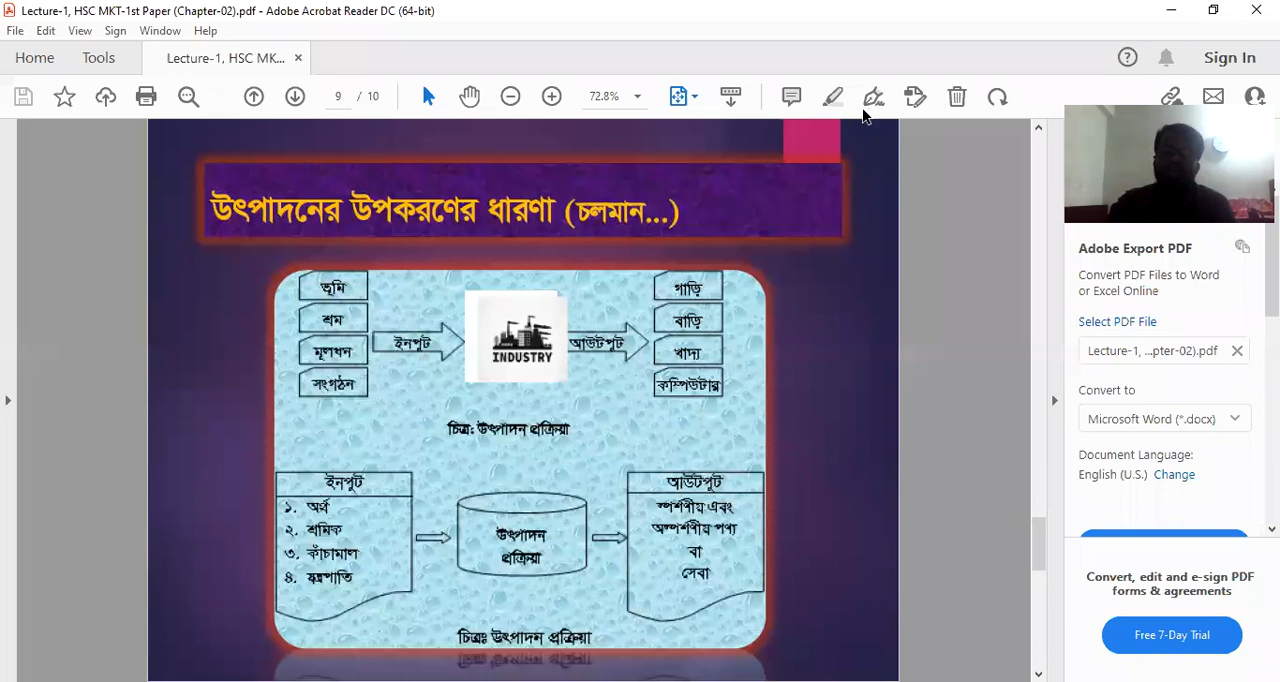 Lecture-1, HSC MKT-1st Paper (Chapter-02).pdf - Adobe Acrobat Reader DC (64-bit)
File Edit View Sign Window Help
Home Tools Lecture-1, HSC MK... ×
Sign In
9 / 10
72.8%
উৎপাদনের উপকরণের ধারণা (চলমান...)
ভূমি
শ্রম
মূলধন
সংগঠন
ইনপুট
INDUSTRY
আউটপুট
গাড়ি
বাড়ি
খাদ্য
কম্পিউটার
চিত্র: উৎপাদন প্রক্রিয়া
ইনপুট
১. অর্থ
২. শ্রমিক
৩. কাঁচামাল
৪. যন্ত্রপাতি
উৎপাদন
প্রক্রিয়া
আউটপুট
স্পর্শণীয় এবং
অস্পর্শণীয় পণ্য
বা
সেবা
চিত্রঃ উৎপাদন প্রক্রিয়া
Adobe Export PDF
Convert PDF Files to Word
or Excel Online
Select PDF File
Lecture-1, ...pter-02).pdf
Convert to
Microsoft Word (*.docx)
Document Language:
English (U.S.) Change
Convert, edit and e-sign PDF
forms & agreements
Free 7-Day Trial